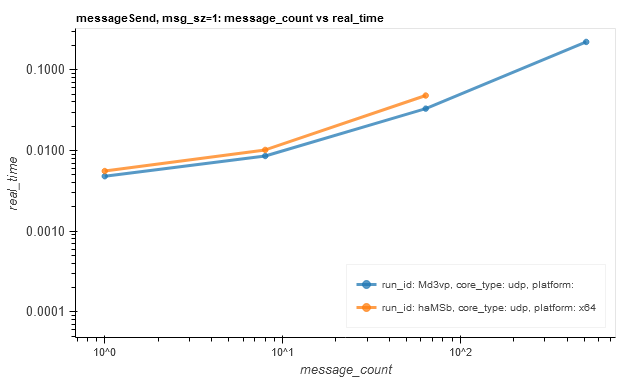 messageSend, msg_sz=1: message_count vs real_time
0.1000
0.0100
0.0010
0.0001
real_time
run_id: Md3vp, core_type: udp, platform:
run_id: haMSb, core_type: udp, platform: x64
10^0
10^1
10^2
message_count